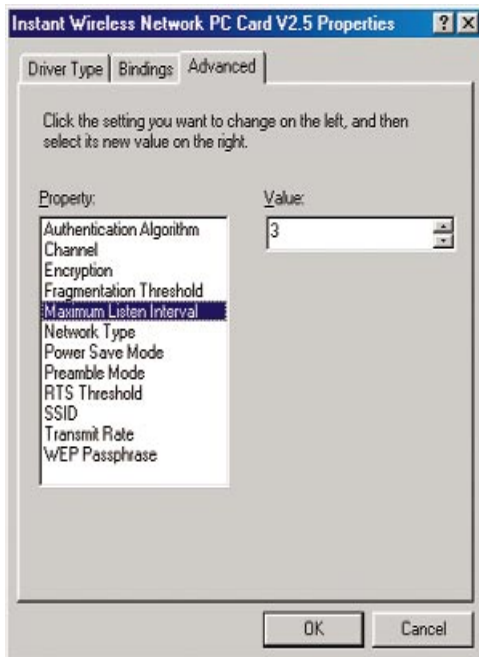 Instant Wireless Network PC Card V2.5 Properties
Driver Type Bindings Advanced
Click the setting you want to change on the left, and then
select its new value on the right.
Property:
Authentication Algorithm
Channel
Encryption
Fragmentation Threshold
Maximum Listen Interval
Network Type
Power Save Mode
Preamble Mode
RTS Threshold
SSID
Transmit Rate
WEP Passphrase
Value:
3
OK Cancel